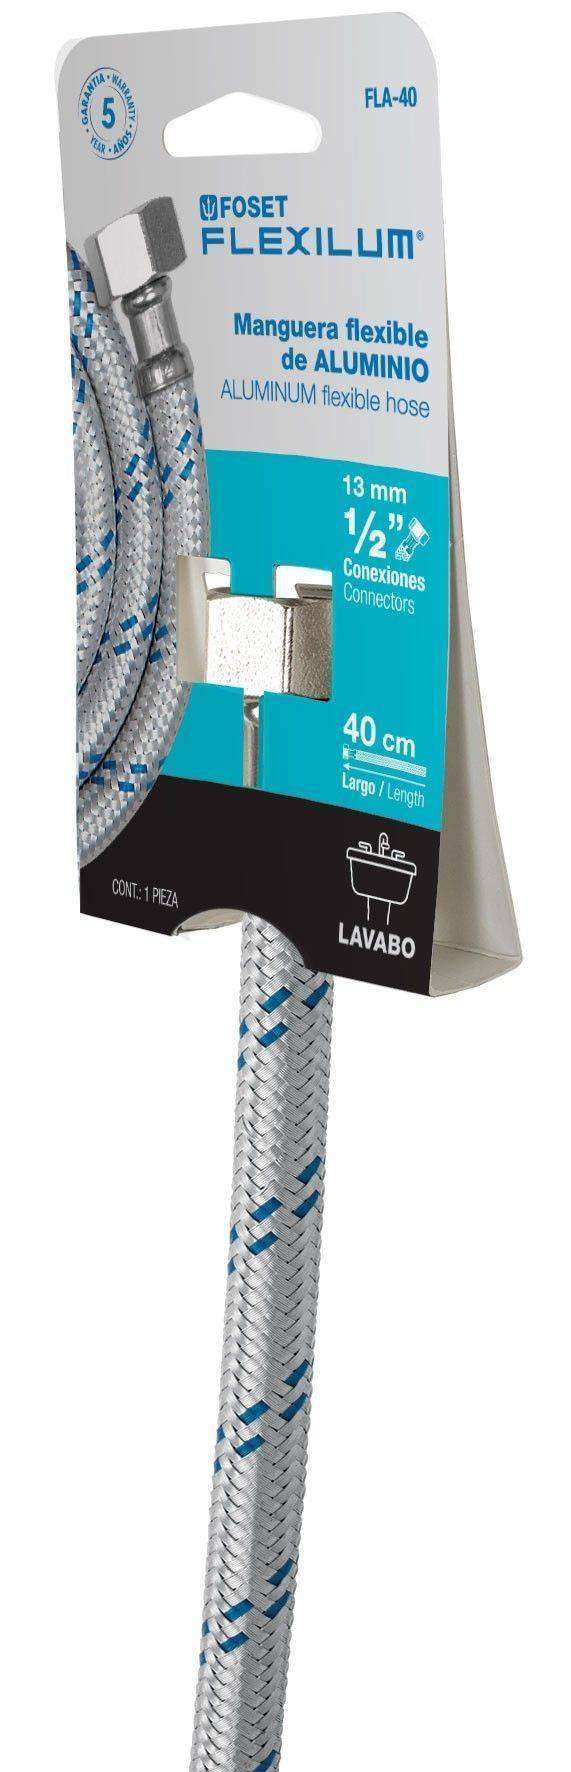 GARANTIA • WARRANTY
5
YEAR • AÑOS
FLA-40
FOSET
FLEXILUM®
Manguera flexible
de ALUMINIO
ALUMINUM flexible hose
13 mm
1/2”
Conexiones
Connectors
40 cm
Largo / Length
CONT.: 1 PIEZA
LAVABO